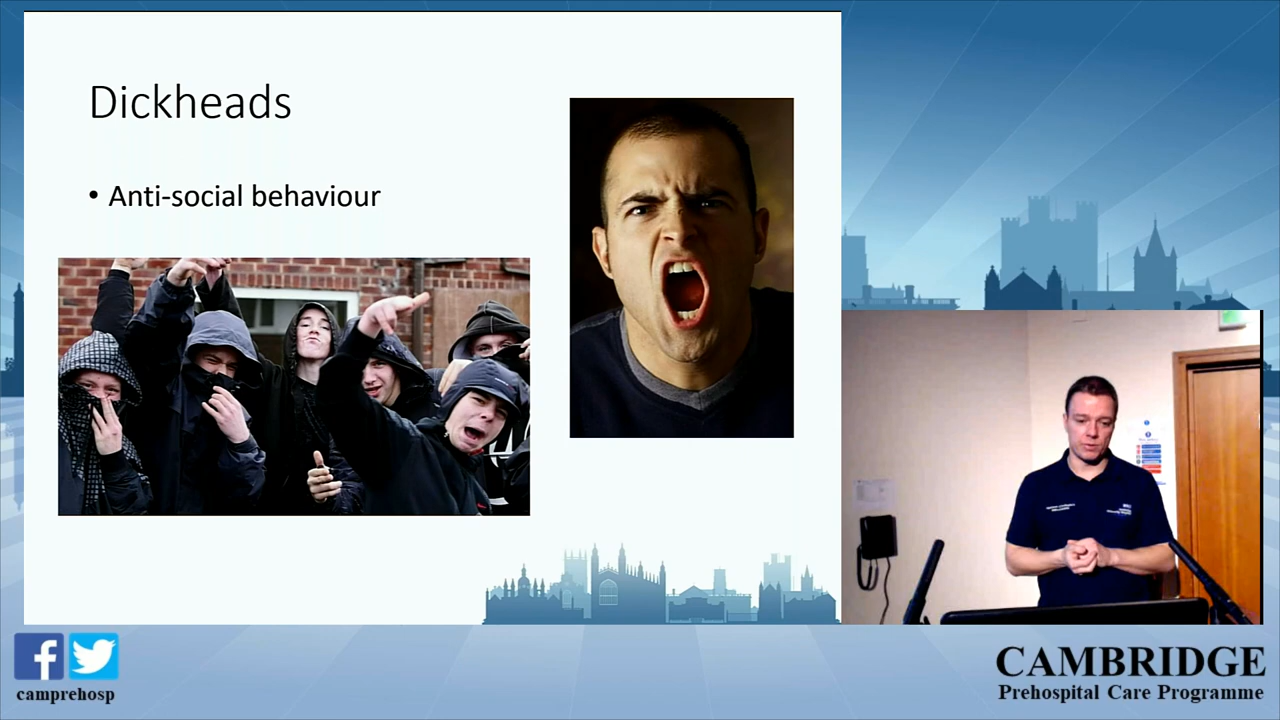 Dickheads
• Anti-social behaviour
camprehosp
CAMBRIDGE
Prehospital Care Programme